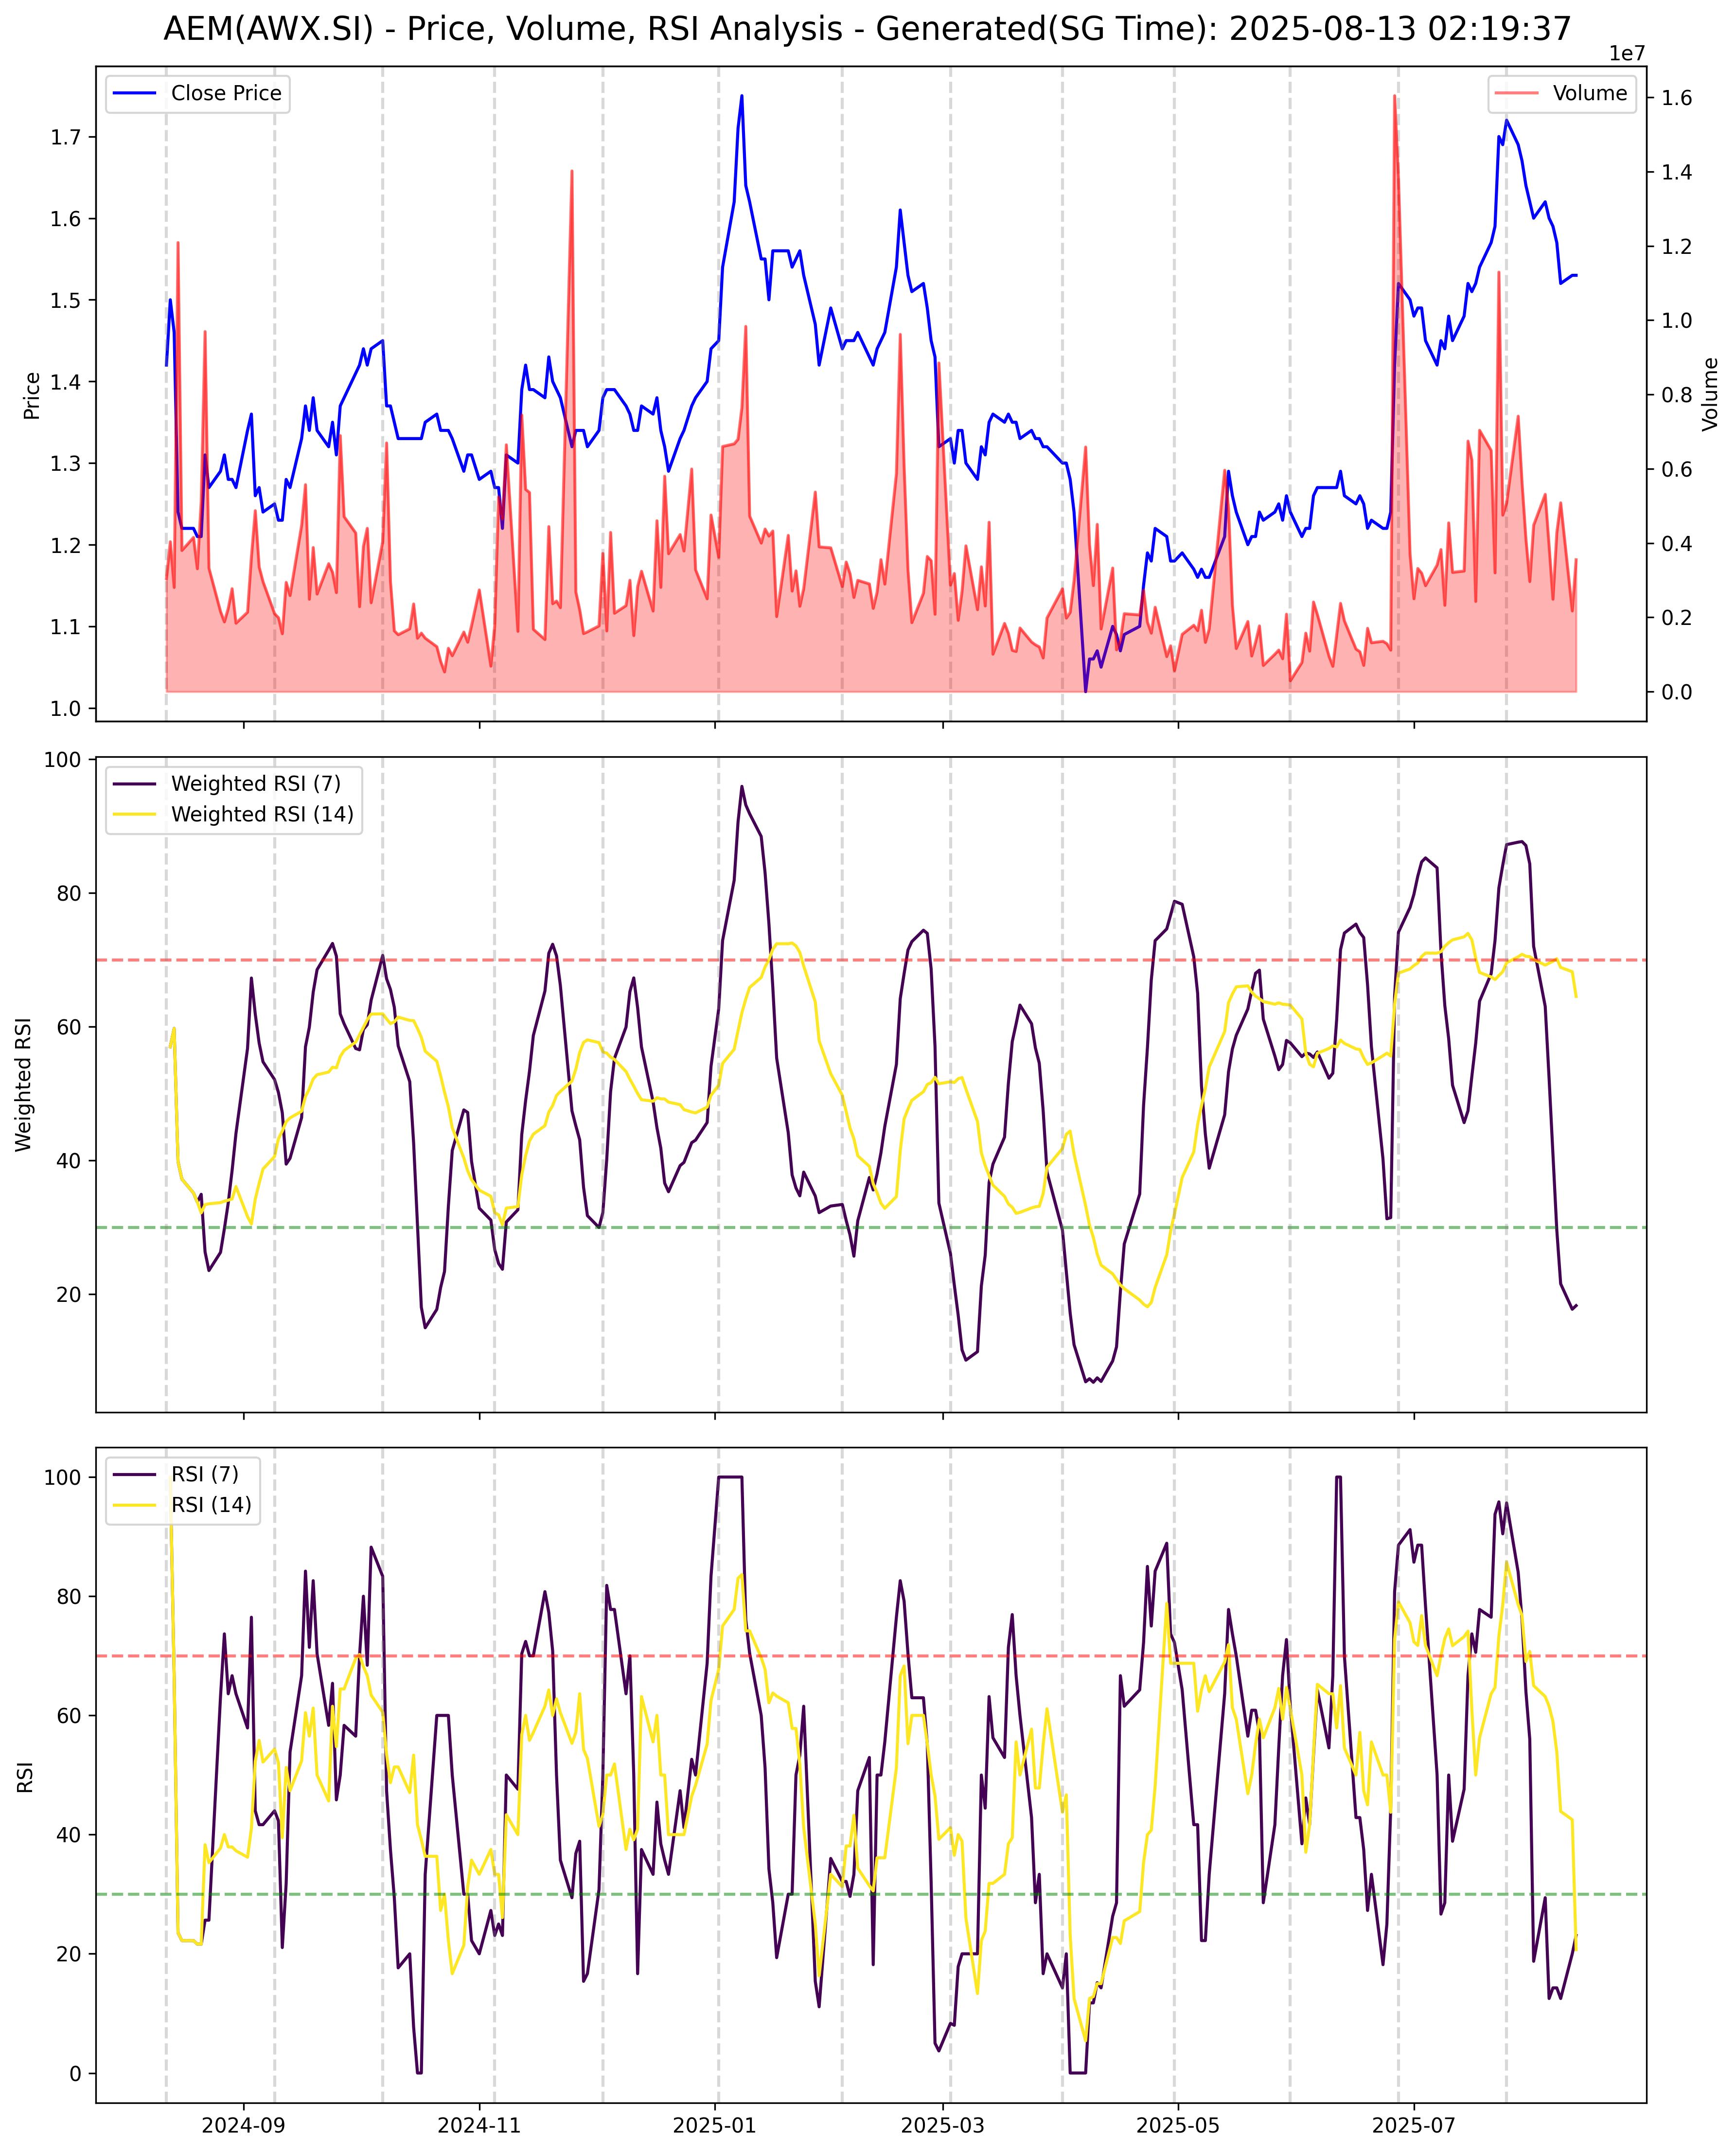 AEM(AWX.SI) - Price, Volume, RSI Analysis - Generated(SG Time): 2025-08-13 02:19:37
1e7
Close Price
Volume
1.7
1.6
1.5
1.4
1.3
1.2
1.1
1.0
Price
1.6
1.4
1.2
1.0
0.8
0.6
0.4
0.2
0.0
Volume
Weighted RSI (7)
Weighted RSI (14)
100
80
60
40
20
Weighted RSI
RSI (7)
RSI (14)
100
80
60
40
20
0
RSI
2024-09
2024-11
2025-01
2025-03
2025-05
2025-07